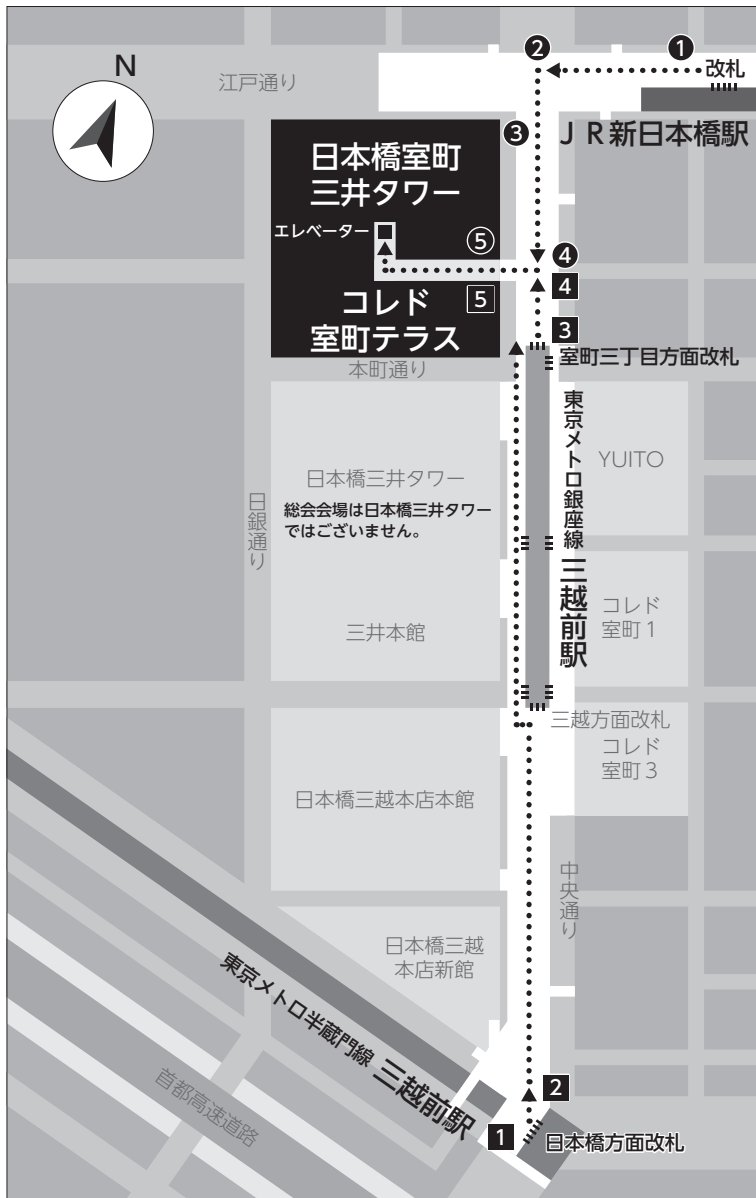 N
江戸通り
❷
❶
改札
❸
ＪＲ新日本橋駅
日本橋室町
三井タワー
エレベーター
⑤
❹
4
コレド
室町テラス
5
3
室町三丁目方面改札
本町通り
東京メトロ銀座線
三越前駅
YUITO
日本橋三井タワー
総会会場は日本橋三井タワー
ではございません。
日銀通り
コレド
室町1
三井本館
三越方面改札
コレド
室町3
日本橋三越本店本館
中央通り
日本橋三越
本店新館
東京メトロ半蔵門線
三越前駅
首都高速道路
2
1
日本橋方面改札